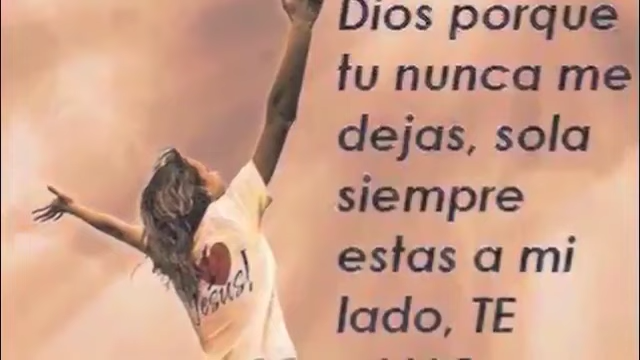 Dios porque
tu nunca me
dejas, sola
siempre
estas a mi
lado, TE
Jesus!